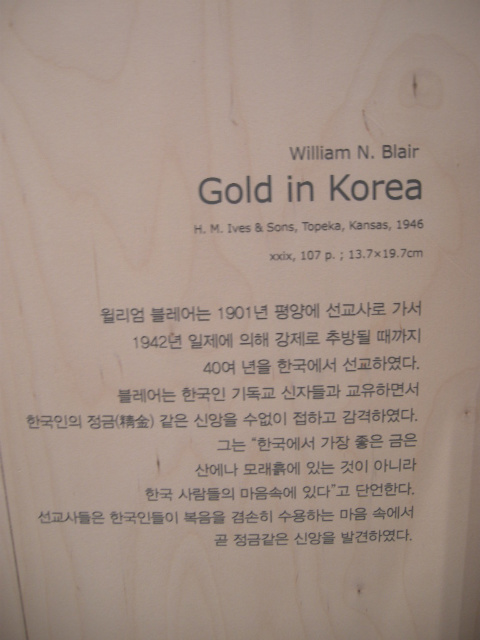 William N. Blair
Gold in Korea
H. M. Ives & Sons, Topeka, Kansas, 1946
xxix, 107 p. ; 13.7×19.7cm
윌리엄 블레어는 1901년 평양에 선교사로 가서
1942년 일제에 의해 강제로 추방될 때까지
40여 년을 한국에서 선교하였다.
블레어는 한국인 기독교 신자들과 교유하면서
한국인의 정금(精金) 같은 신앙을 수없이 접하고 감격하였다.
그는 “한국에서 가장 좋은 금은
산에나 모래흙에 있는 것이 아니라
한국 사람들의 마음속에 있다”고 단언한다.
선교사들은 한국인들이 복음을 겸손히 수용하는 마음 속에서
곧 정금같은 신앙을 발견하였다.